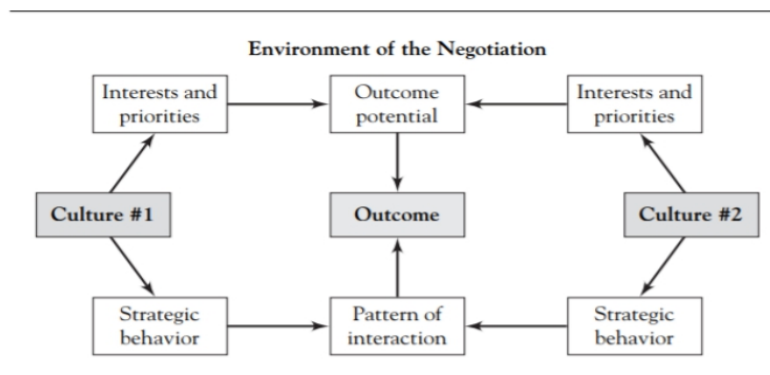 Environment of the Negotiation
Interests and
priorities
Outcome
potential
Interests and
priorities
Culture #1
Outcome
Culture #2
Strategic
behavior
Pattern of
interaction
Strategic
behavior